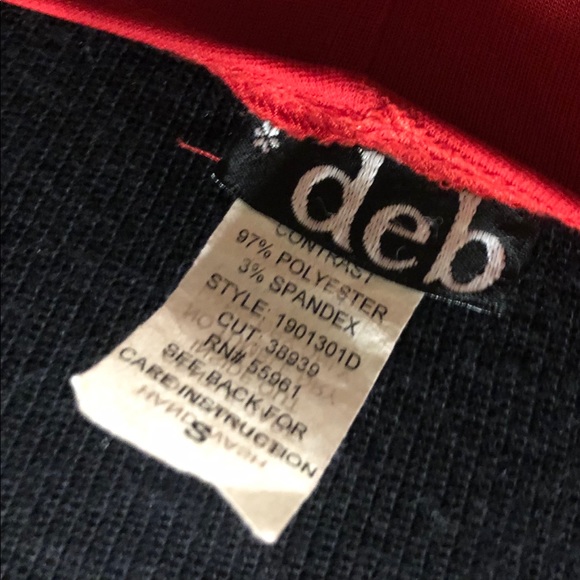 deb
CONTRAST
97% POLYESTER
3% SPANDEX
STYLE: 1901301D
CUT: 38939
RN# 55961
SEE BACK FOR
CARE INSTRUCTION
S